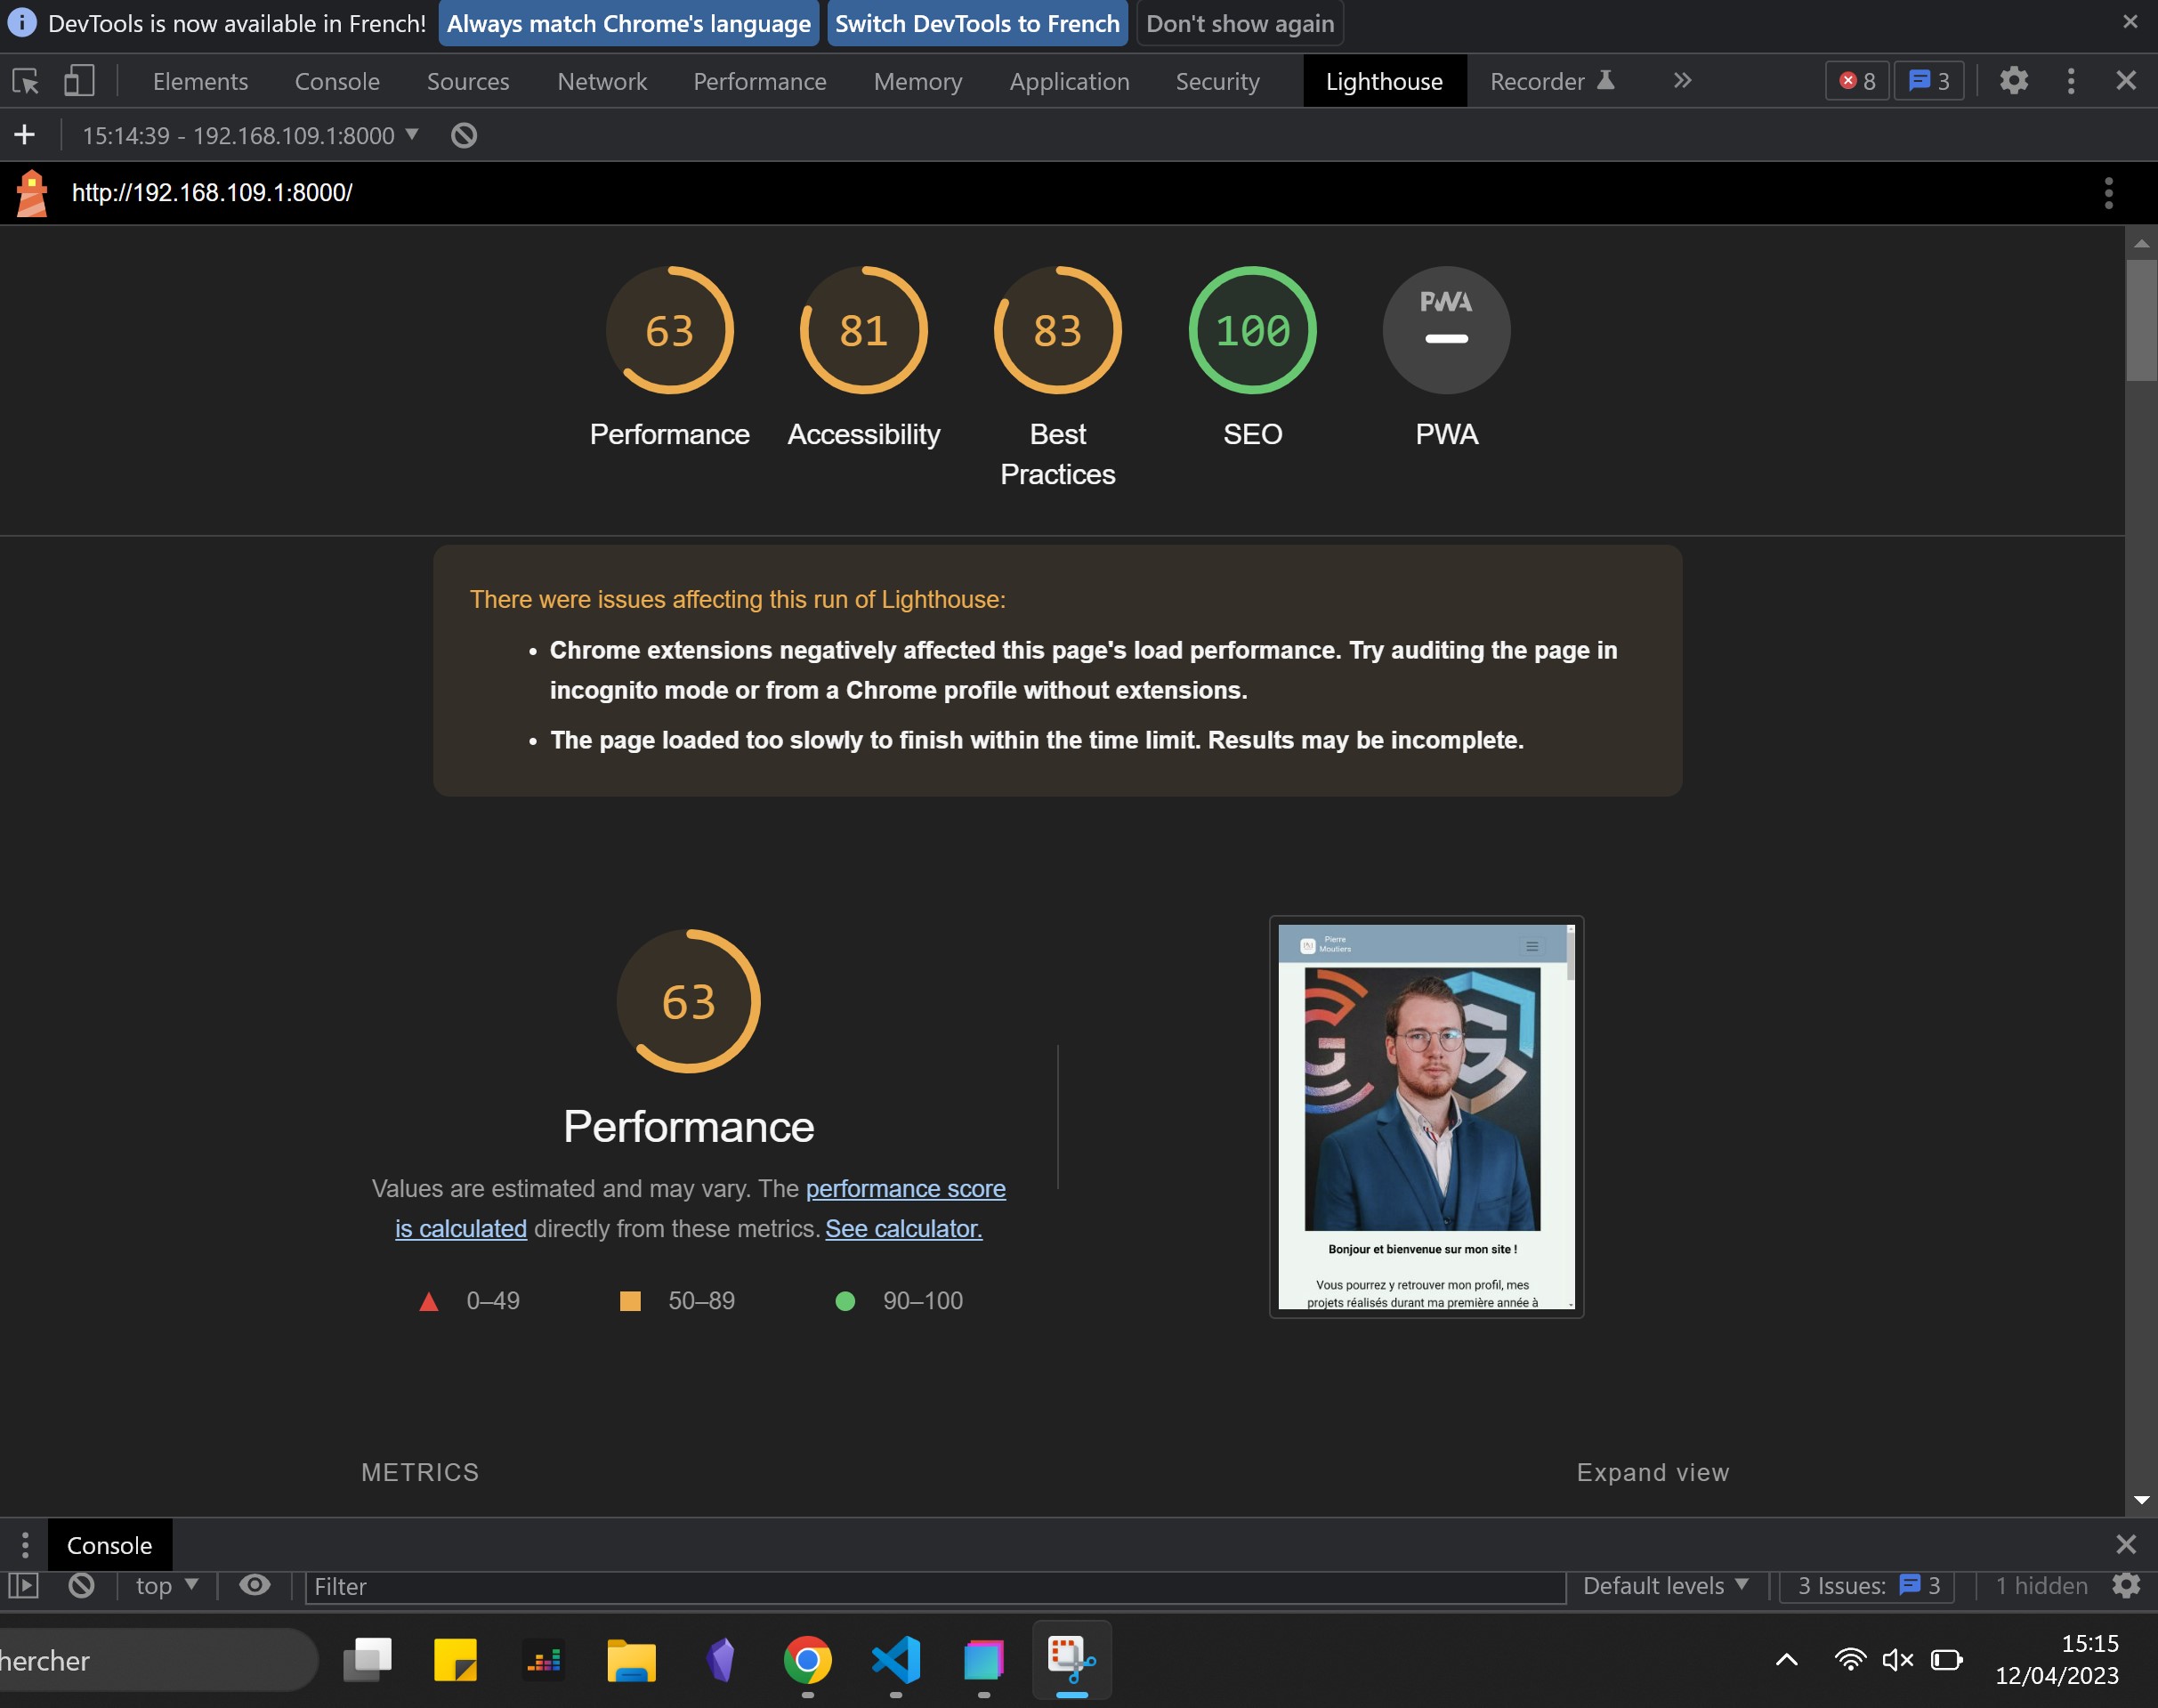 DevTools is now available in French! Always match Chrome's language Switch DevTools to French Don't show again
Elements Console Sources Network Performance Memory Application Security Lighthouse Recorder 8 3
15:14:39 - 192.168.109.1:8000
http://192.168.109.1:8000/
63 81 83 100 PWA
Performance Accessibility Best Practices SEO PWA
There were issues affecting this run of Lighthouse:
Chrome extensions negatively affected this page's load performance. Try auditing the page in
incognito mode or from a Chrome profile without extensions.
The page loaded too slowly to finish within the time limit. Results may be incomplete.
63
Performance
Values are estimated and may vary. The performance score
is calculated directly from these metrics. See calculator.
0–49 50–89 90–100
Pierre
Moutiers
G G
Bonjour et bienvenue sur mon site !
Vous pourrez y retrouver mon profil, mes
projets réalisés durant ma première année à
METRICS Expand view
Console
top Filter Default levels 3 Issues: 3 1 hidden
hercher
15:15
12/04/2023